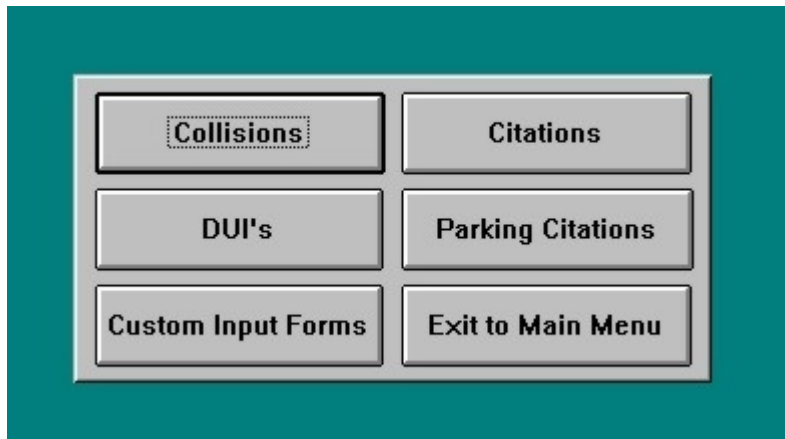 Collisions
Citations
DUI's
Parking Citations
Custom Input Forms
Exit to Main Menu